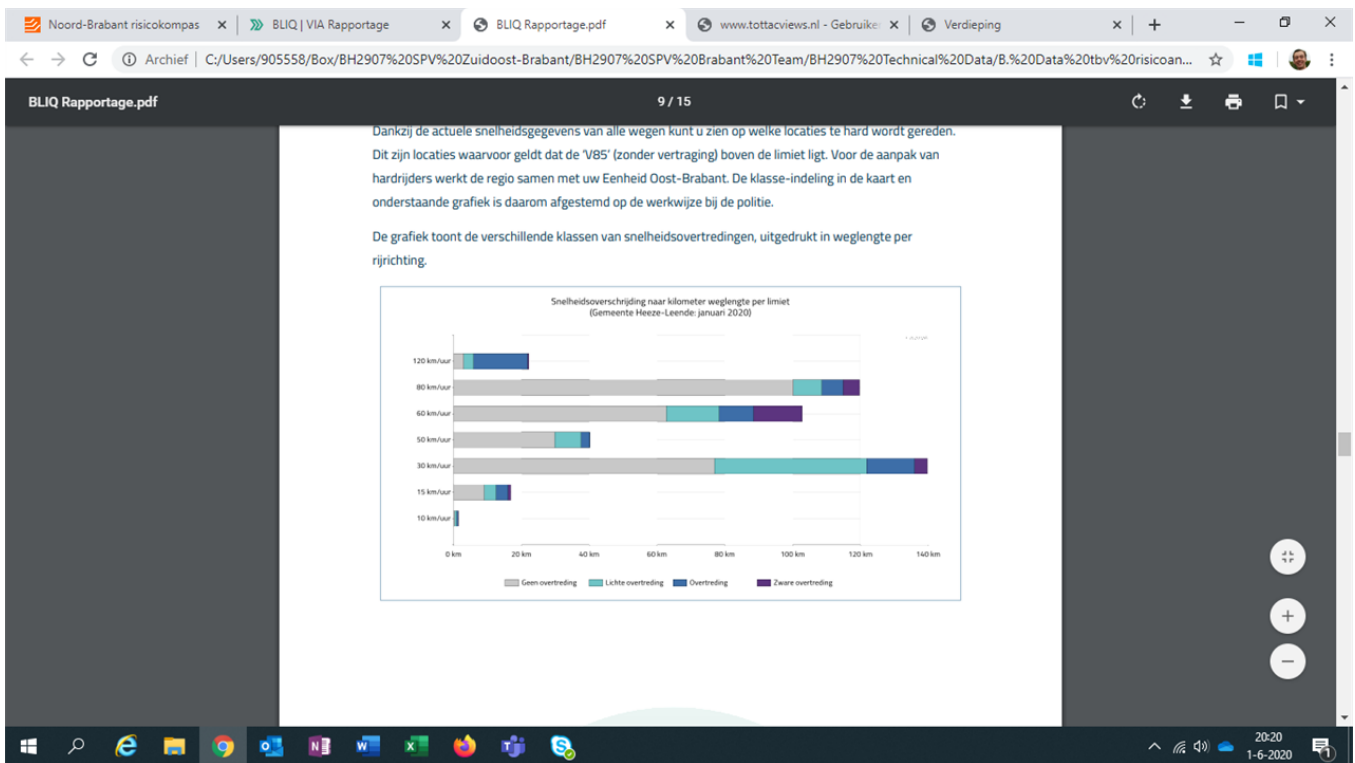 Noord-Brabant risicokompas
BLIQ | VIA Rapportage
BLIQ Rapportage.pdf
www.tottacviews.nl - Gebruike
Verdieping
Archief | C:/Users/905558/Box/BH2907%20SPV%20Zuidoost-Brabant/BH2907%20SPV%20Brabant%20Team/BH2907%20Technical%20Data/B.%20Data%20tbv%20risicoan...
BLIQ Rapportage.pdf
9 / 15
Dankzij de actuele snelheidsgegevens van alle wegen kunt u zien op welke locaties te hard wordt gereden.
Dit zijn locaties waarvoor geldt dat de 'V85' (zonder vertraging) boven de limiet ligt. Voor de aanpak van
hardrijders werkt de regio samen met uw Eenheid Oost-Brabant. De klasse-indeling in de kaart en
onderstaande grafiek is daarom afgestemd op de werkwijze bij de politie.
De grafiek toont de verschillende klassen van snelheidsovertredingen, uitgedrukt in weglengte per
rijrichting.
Snelheidsoverschrijding naar kilometer weglengte per limiet
(Gemeente Heeze-Leende: januari 2020)
120 km/uur
80 km/uur
60 km/uur
50 km/uur
30 km/uur
15 km/uur
10 km/uur
0 km 20 km 40 km 60 km 80 km 100 km 120 km 140 km
Geen overtreding Lichte overtreding Overtreding Zware overtreding
20:20
1-6-2020